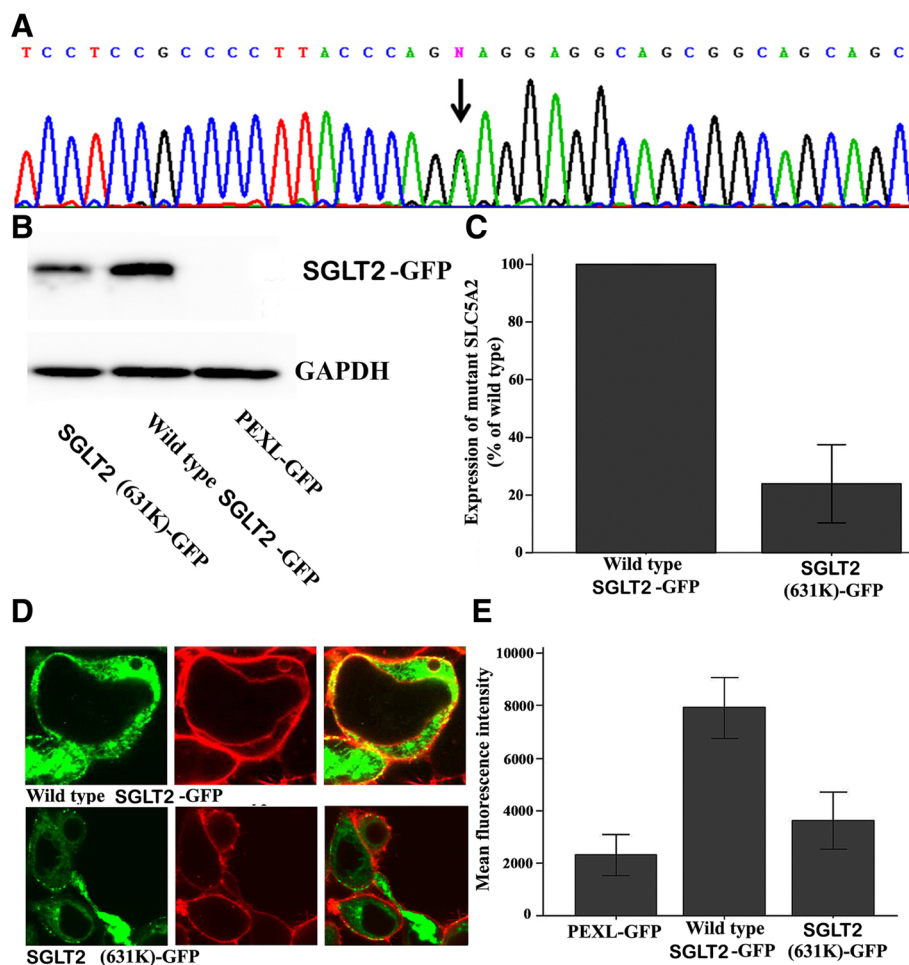 A
T C C T C C G C C C C T T A C C C A G N A G G A G G C A G C G G C A G C A G C
B
SGLT2 -GFP
GAPDH
SGLT2 (631K)-GFP
Wild type SGLT2 -GFP
PEXL-GFP
C
Expression of mutant SLC5A2
(% of wild type)
100
80
60
40
20
0
Wild type
SGLT2 -GFP
SGLT2
(631K)-GFP
D
Wild type SGLT2 -GFP
SGLT2 (631K)-GFP
E
Mean fluorescence intensity
10000
8000
6000
4000
2000
0
PEXL-GFP
Wild type
SGLT2 -GFP
SGLT2
(631K)-GFP